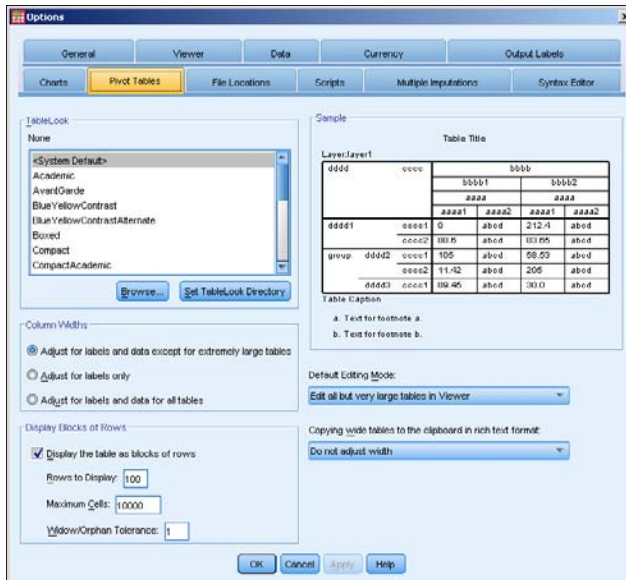 Options
General
Viewer
Data
Currency
Output Labels
Charts
Pivot Tables
File Locations
Scripts
Multiple Imputations
Syntax Editor
TableLook
None
<System Default>
Academic
AvantGarde
BlueYellowContrast
BlueYellowContrastAlternate
Boxed
Compact
CompactAcademic
Browse...
Set TableLook Directory
Column Widths
Adjust for labels and data except for extremely large tables
Adjust for labels only
Adjust for labels and data for all tables
Display Blocks of Rows
Display the table as blocks of rows
Rows to Display: 100
Maximum Cells: 10000
Widow/Orphan Tolerance: 1
Sample
Table Title
Layer:layer1
dddd cccc bbbb
bbbb1 bbbb2
aaaa aaaa
aaaa1 aaaa2 aaaa1 aaaa2
dddd1 cccc1 0 abcd 212.4 abcd
cccc2 80.6 abcd 83.65 abcd
group dddd2 cccc1 105 abcd 58.53 abcd
cccc2 11.42 abcd 205 abcd
dddd3 cccc1 89.45 abcd 30.0 abcd
Table Caption
a. Text for footnote a.
b. Text for footnote b.
Default Editing Mode:
Edit all but very large tables in Viewer
Copying wide tables to the clipboard in rich text format:
Do not adjust width
OK
Cancel
Apply
Help